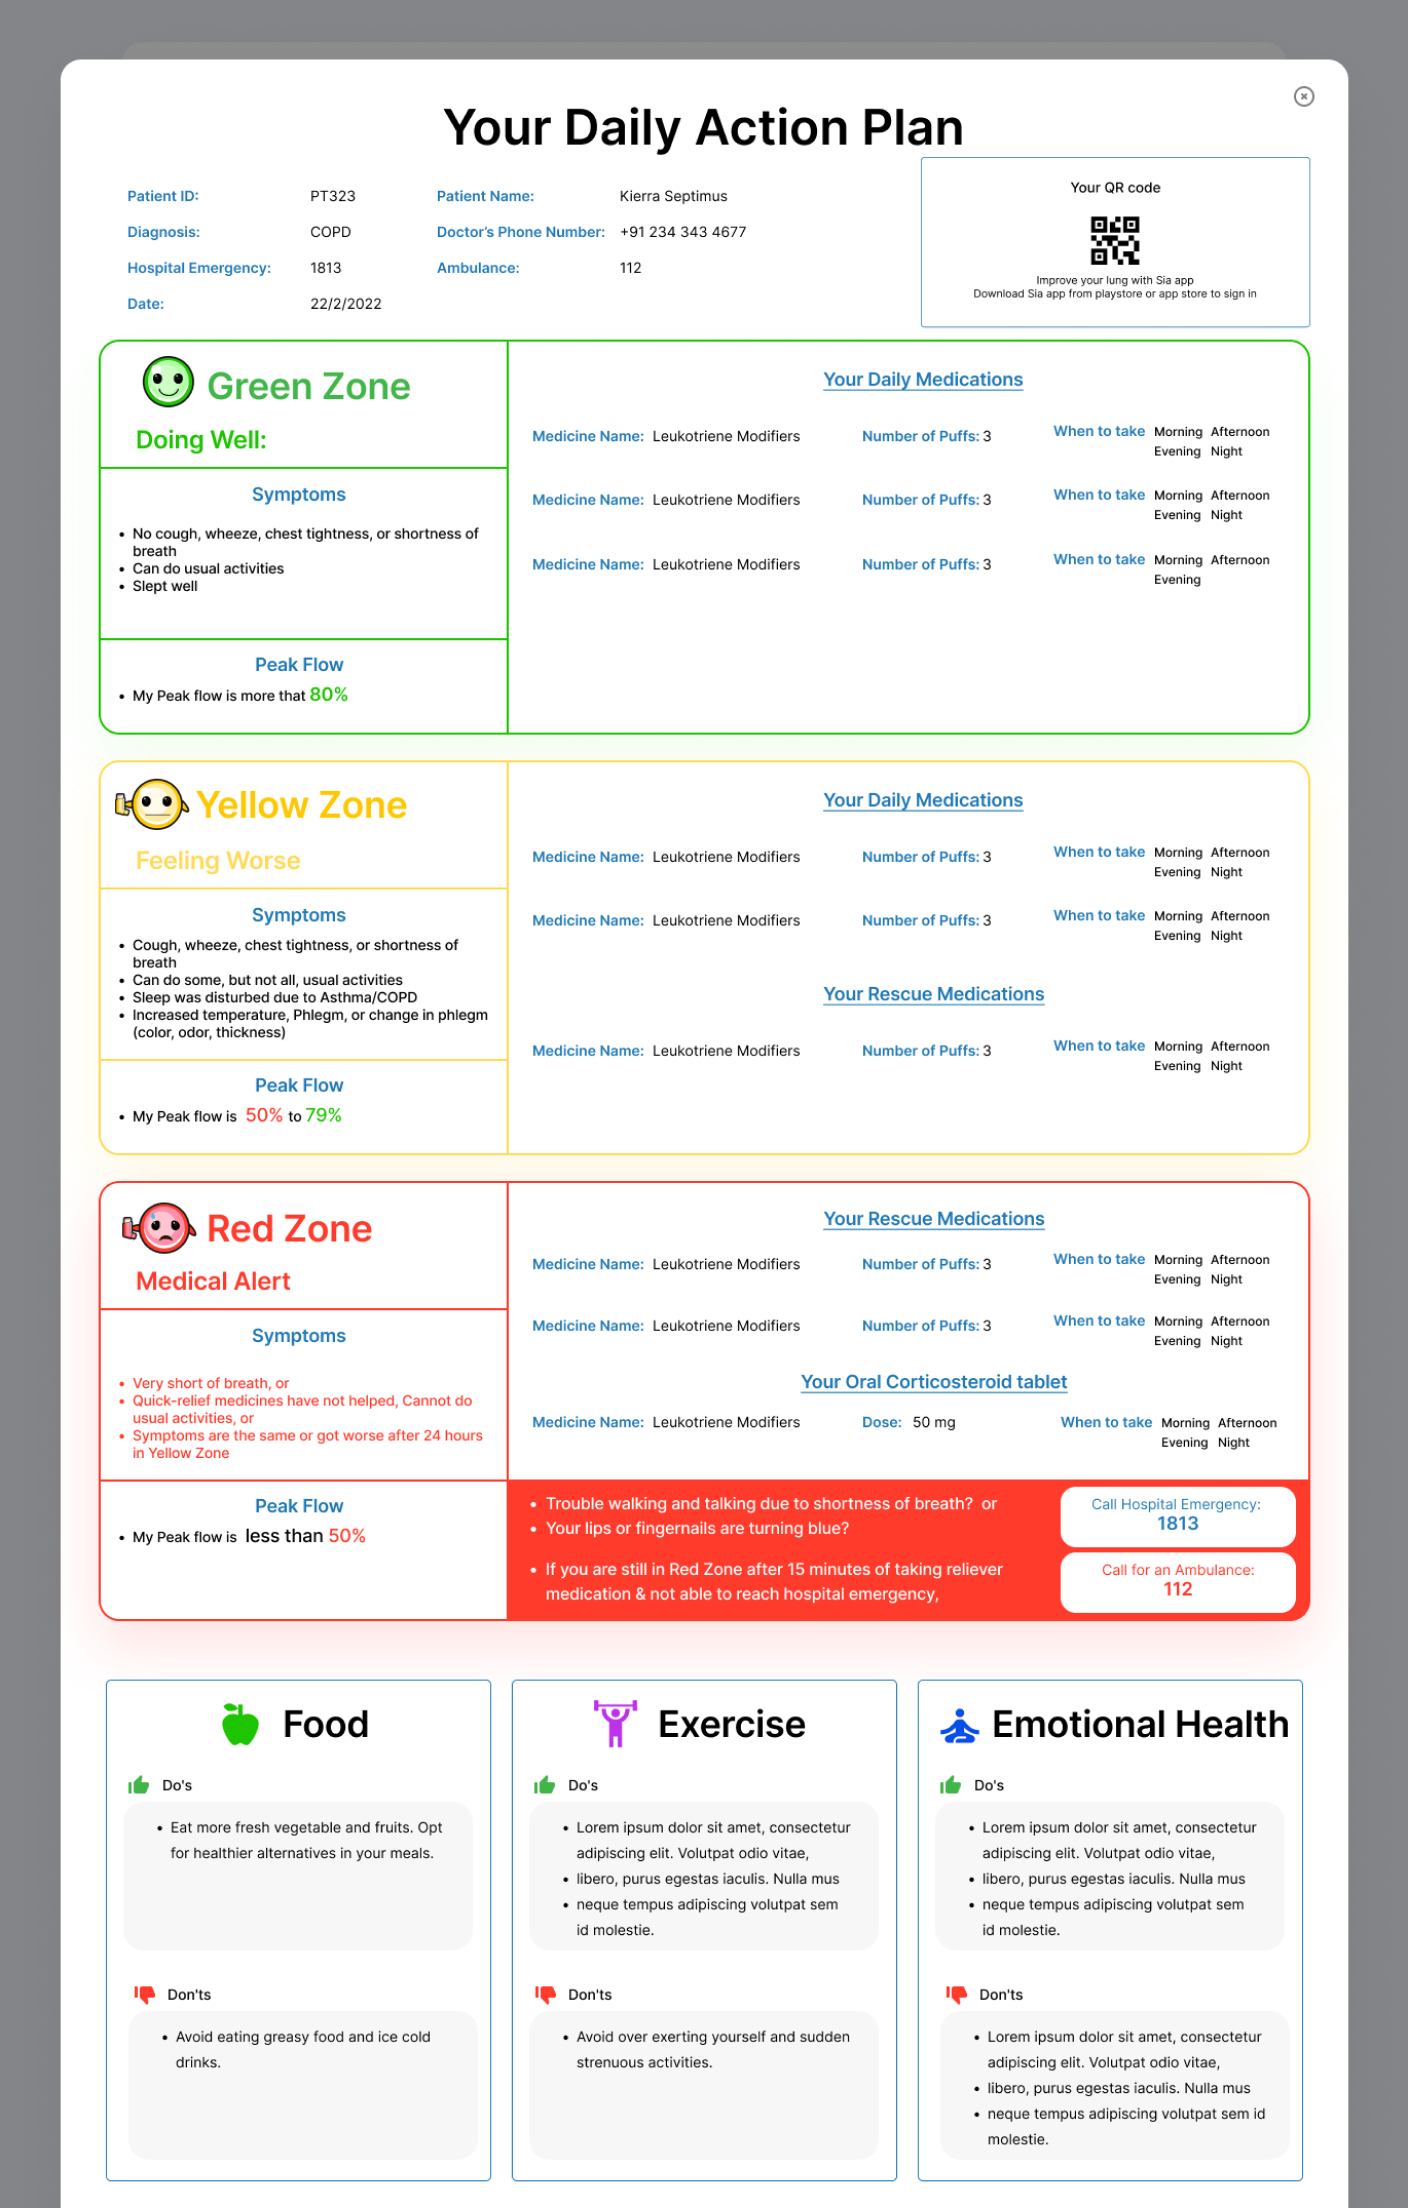 Your Daily Action Plan
Patient ID: PT323 Patient Name: Kierra Septimus
Diagnosis: COPD Doctor's Phone Number: +91 234 343 4677
Hospital Emergency: 1813 Ambulance: 112
Date: 22/2/2022
Your QR code
Improve your lung with Sia app
Download Sia app from playstore or app store to sign in
Green Zone
Doing Well:
Symptoms
• No cough, wheeze, chest tightness, or shortness of
breath
• Can do usual activities
• Slept well
Peak Flow
• My Peak flow is more that 80%
Your Daily Medications
Medicine Name: Leukotriene Modifiers Number of Puffs: 3 When to take Morning Afternoon
Evening Night
Medicine Name: Leukotriene Modifiers Number of Puffs: 3 When to take Morning Afternoon
Evening Night
Medicine Name: Leukotriene Modifiers Number of Puffs: 3 When to take Morning Afternoon
Evening
Yellow Zone
Feeling Worse
Symptoms
• Cough, wheeze, chest tightness, or shortness of
breath
• Can do some, but not all, usual activities
• Sleep was disturbed due to Asthma/COPD
• Increased temperature, Phlegm, or change in phlegm
(color, odor, thickness)
Peak Flow
• My Peak flow is 50% to 79%
Your Daily Medications
Medicine Name: Leukotriene Modifiers Number of Puffs: 3 When to take Morning Afternoon
Evening Night
Medicine Name: Leukotriene Modifiers Number of Puffs: 3 When to take Morning Afternoon
Evening Night
Your Rescue Medications
Medicine Name: Leukotriene Modifiers Number of Puffs: 3 When to take Morning Afternoon
Evening Night
Red Zone
Medical Alert
Symptoms
• Very short of breath, or
• Quick-relief medicines have not helped, Cannot do
usual activities, or
• Symptoms are the same or got worse after 24 hours
in Yellow Zone
Peak Flow
• My Peak flow is less than 50%
Your Rescue Medications
Medicine Name: Leukotriene Modifiers Number of Puffs: 3 When to take Morning Afternoon
Evening Night
Medicine Name: Leukotriene Modifiers Number of Puffs: 3 When to take Morning Afternoon
Evening Night
Your Oral Corticosteroid tablet
Medicine Name: Leukotriene Modifiers Dose: 50 mg When to take Morning Afternoon
Evening Night
• Trouble walking and talking due to shortness of breath? or
• Your lips or fingernails are turning blue?
• If you are still in Red Zone after 15 minutes of taking reliever
medication & not able to reach hospital emergency,
Call Hospital Emergency:
1813
Call for an Ambulance:
112
Food
Do's
• Eat more fresh vegetable and fruits. Opt
for healthier alternatives in your meals.
Don'ts
• Avoid eating greasy food and ice cold
drinks.
Exercise
Do's
• Lorem ipsum dolor sit amet, consectetur
adipiscing elit. Volutpat odio vitae,
• libero, purus egestas iaculis. Nulla mus
• neque tempus adipiscing volutpat sem
id molestie.
Don'ts
• Avoid over exerting yourself and sudden
strenuous activities.
Emotional Health
Do's
• Lorem ipsum dolor sit amet, consectetur
adipiscing elit. Volutpat odio vitae,
• libero, purus egestas iaculis. Nulla mus
• neque tempus adipiscing volutpat sem
id molestie.
Don'ts
• Lorem ipsum dolor sit amet, consectetur
adipiscing elit. Volutpat odio vitae,
• libero, purus egestas iaculis. Nulla mus
• neque tempus adipiscing volutpat sem id
molestie.